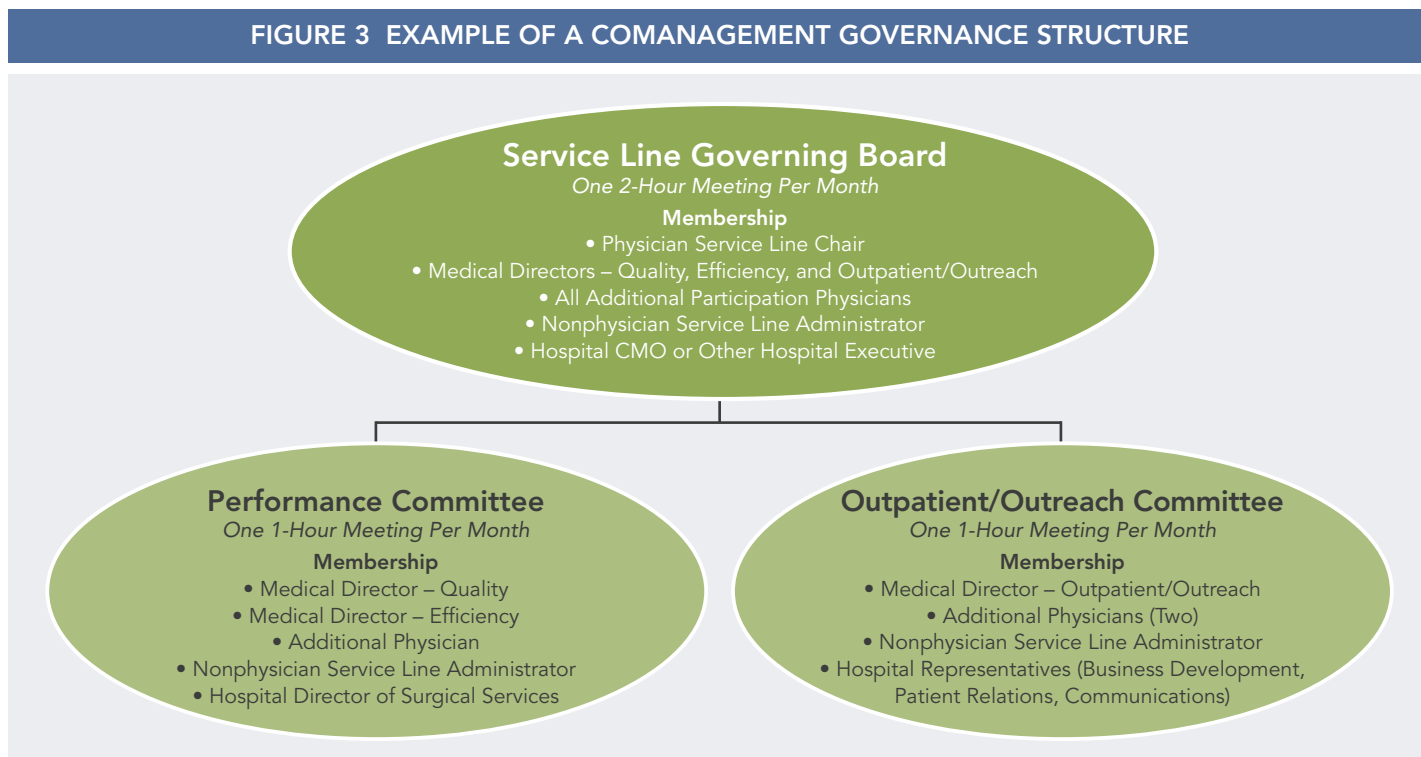 FIGURE 3 EXAMPLE OF A COMANAGEMENT GOVERNANCE STRUCTURE
Service Line Governing Board
One 2-Hour Meeting Per Month
Membership
• Physician Service Line Chair
• Medical Directors – Quality, Efficiency, and Outpatient/Outreach
• All Additional Participation Physicians
• Nonphysician Service Line Administrator
• Hospital CMO or Other Hospital Executive
Performance Committee
One 1-Hour Meeting Per Month
Membership
• Medical Director – Quality
• Medical Director – Efficiency
• Additional Physician
• Nonphysician Service Line Administrator
• Hospital Director of Surgical Services
Outpatient/Outreach Committee
One 1-Hour Meeting Per Month
Membership
• Medical Director – Outpatient/Outreach
• Additional Physicians (Two)
• Nonphysician Service Line Administrator
• Hospital Representatives (Business Development,
Patient Relations, Communications)